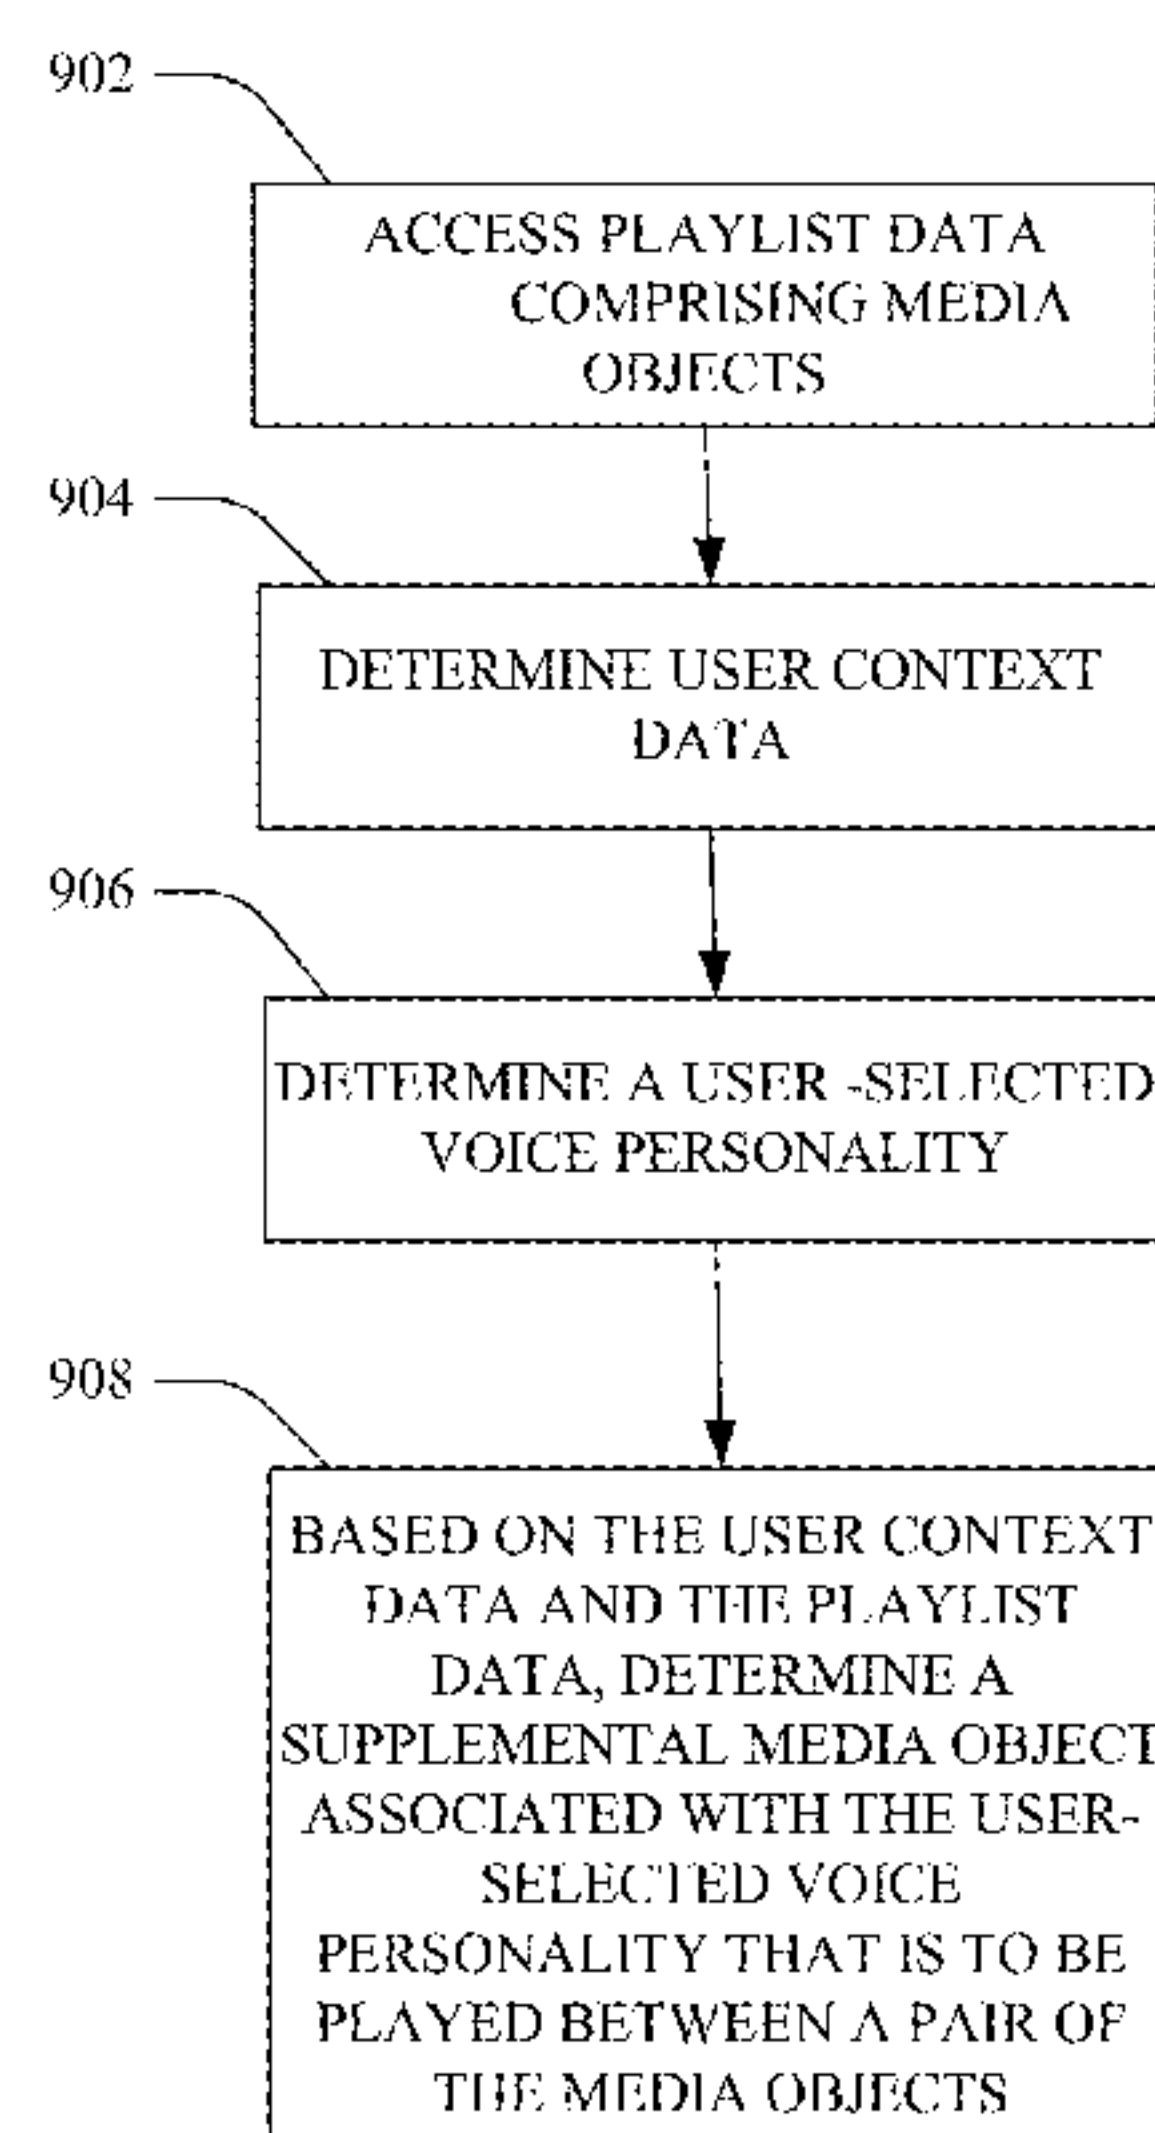 902
ACCESS PLAYLIST DATA
COMPRISING MEDIA
OBJECTS
904
DETERMINE USER CONTEXT
DATA
906
DETERMINE A USER -SELECTED
VOICE PERSONALITY
908
BASED ON THE USER CONTEXT
DATA AND THE PLAYLIST
DATA, DETERMINE A
SUPPLEMENTAL MEDIA OBJECT
ASSOCIATED WITH THE USER-
SELECTED VOICE
PERSONALITY THAT IS TO BE
PLAYED BETWEEN A PAIR OF
THE MEDIA OBJECTS